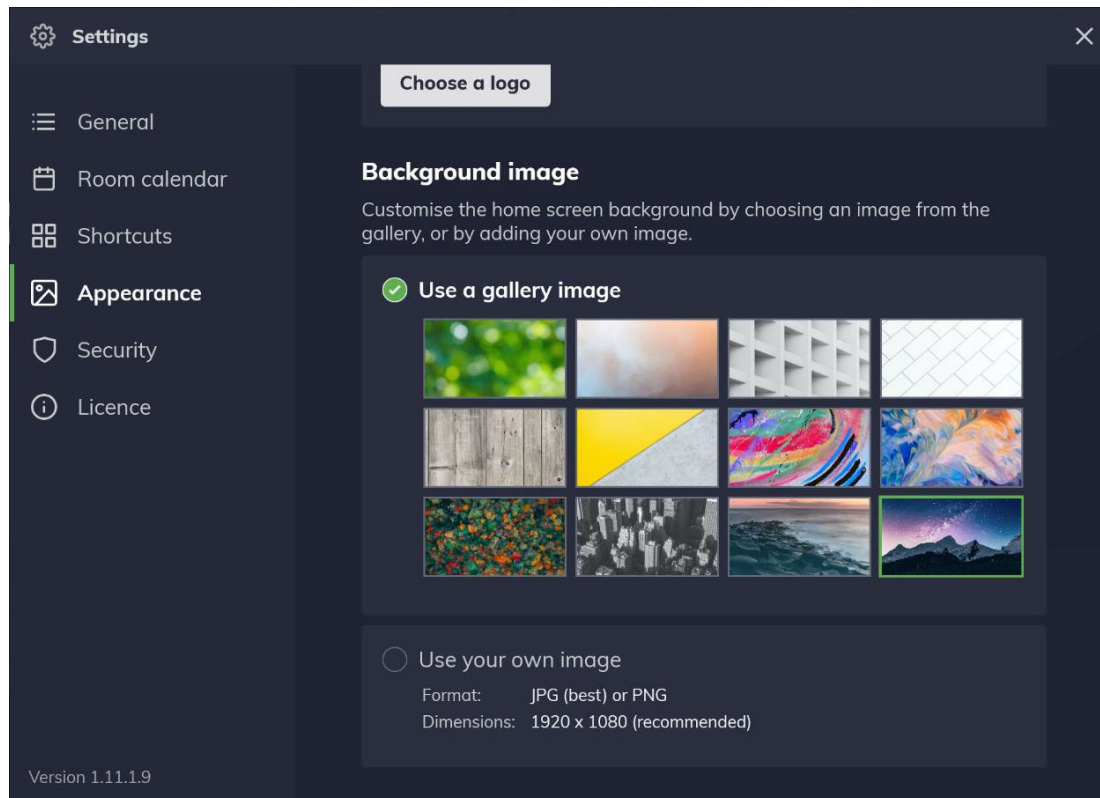 Settings
General
Room calendar
Shortcuts
Appearance
Security
Licence
Version 1.11.1.9
Choose a logo
Background image
Customise the home screen background by choosing an image from the
gallery, or by adding your own image.
Use a gallery image
Use your own image
Format: JPG (best) or PNG
Dimensions: 1920 x 1080 (recommended)